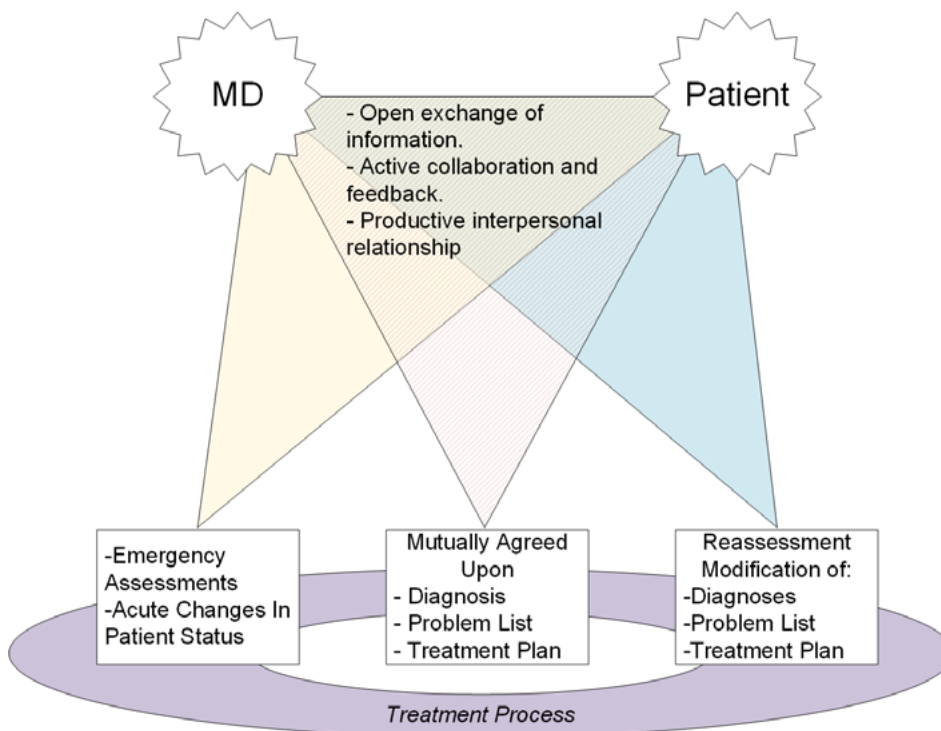 MD
Patient
- Open exchange of
information.
- Active collaboration and
feedback.
- Productive interpersonal
relationship
-Emergency
Assessments
-Acute Changes In
Patient Status
Mutually Agreed
Upon
- Diagnosis
- Problem List
- Treatment Plan
Reassessment
Modification of:
-Diagnoses
-Problem List
-Treatment Plan
Treatment Process